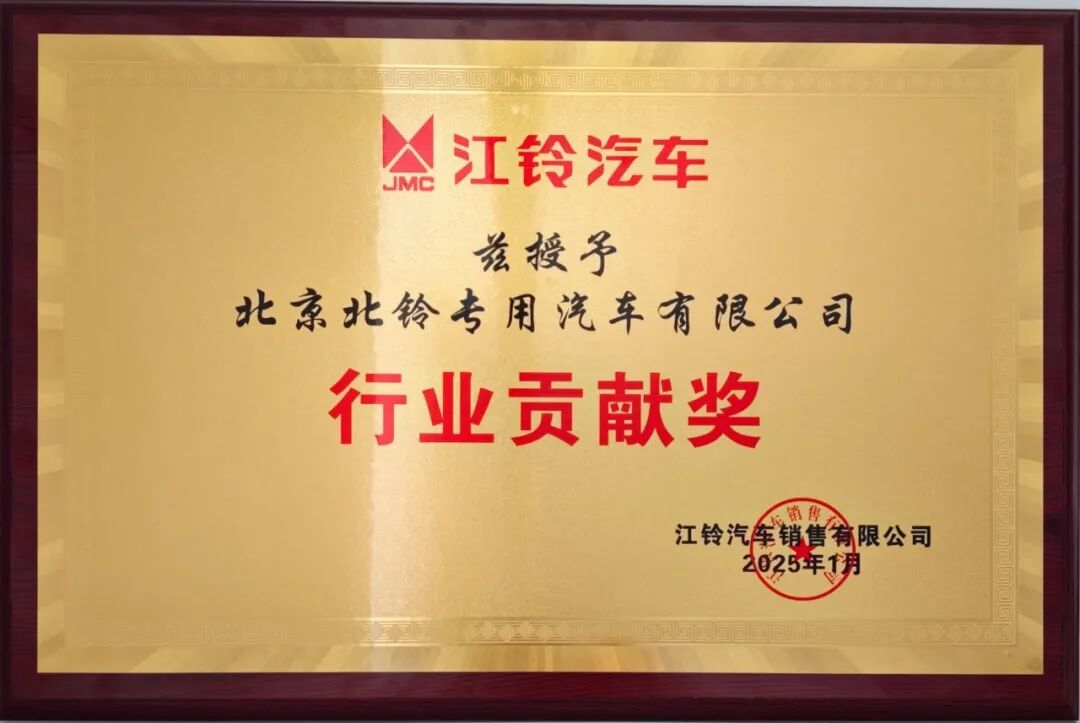 JMC 江铃汽车
兹授予
北京北铃专用汽车有限公司
行业贡献奖
江铃汽车销售有限公司
2025年1月